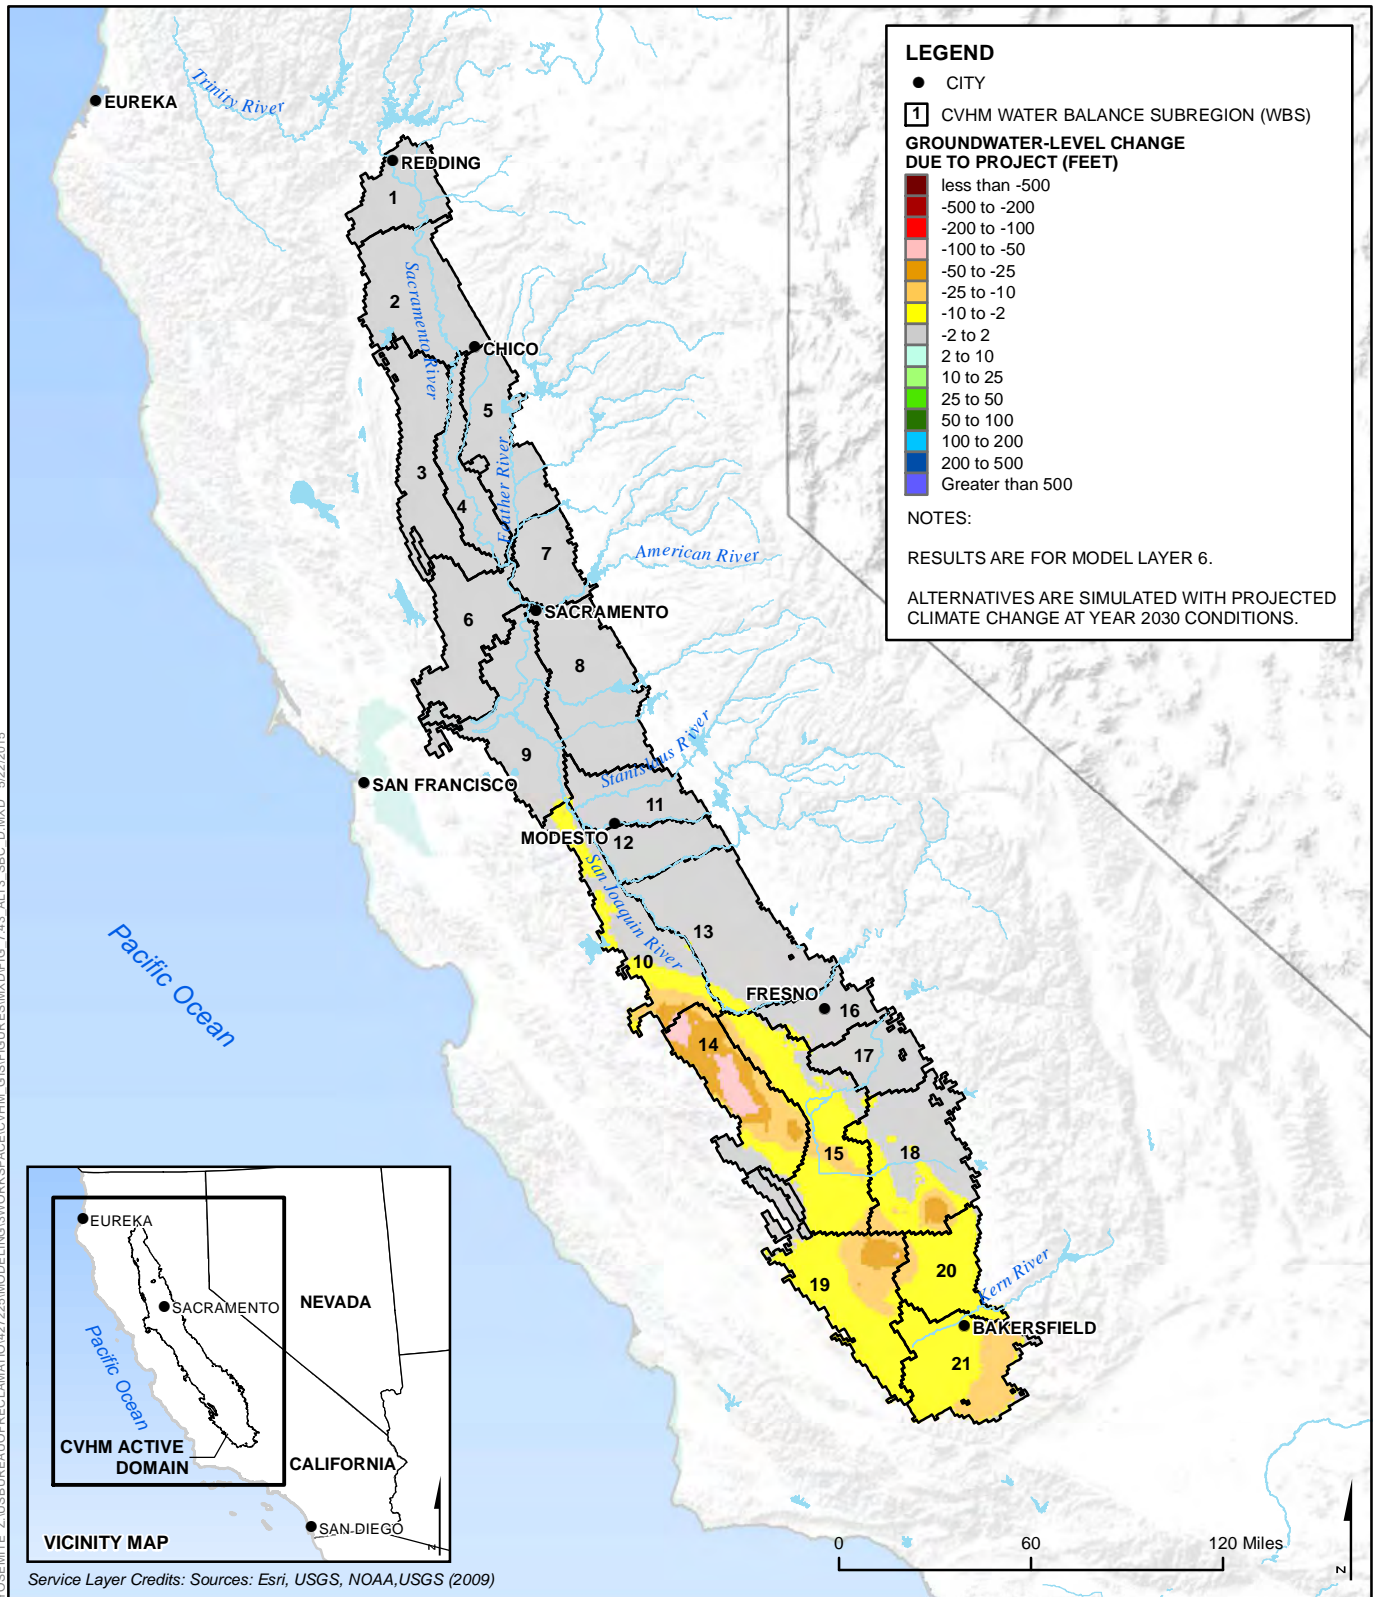 LEGEND
CITY
1 CVHM WATER BALANCE SUBREGION (WBS)
GROUNDWATER-LEVEL CHANGE
DUE TO PROJECT (FEET)
less than -500
-500 to -200
-200 to -100
-100 to -50
-50 to -25
-25 to -10
-10 to -2
-2 to 2
2 to 10
10 to 25
25 to 50
50 to 100
100 to 200
200 to 500
Greater than 500
NOTES:
RESULTS ARE FOR MODEL LAYER 6.
ALTERNATIVES ARE SIMULATED WITH PROJECTED
CLIMATE CHANGE AT YEAR 2030 CONDITIONS.
EUREKA
Trinity River
REDDING
1
2
Sacramento River
CHICO
5
3
4
Feather River
7
American River
SACRAMENTO
6
8
9
Stanislaus River
SAN FRANCISCO
11
MODESTO
12
San Joaquin River
13
10
Pacific Ocean
FRESNO
16
14
17
15
18
19
20
Kern River
BAKERSFIELD
21
EUREKA
SACRAMENTO
NEVADA
Pacific Ocean
CVHM ACTIVE
DOMAIN
CALIFORNIA
SAN DIEGO
VICINITY MAP
N
0 60 120 Miles
N
Service Layer Credits: Sources: Esri, USGS, NOAA,USGS (2009)